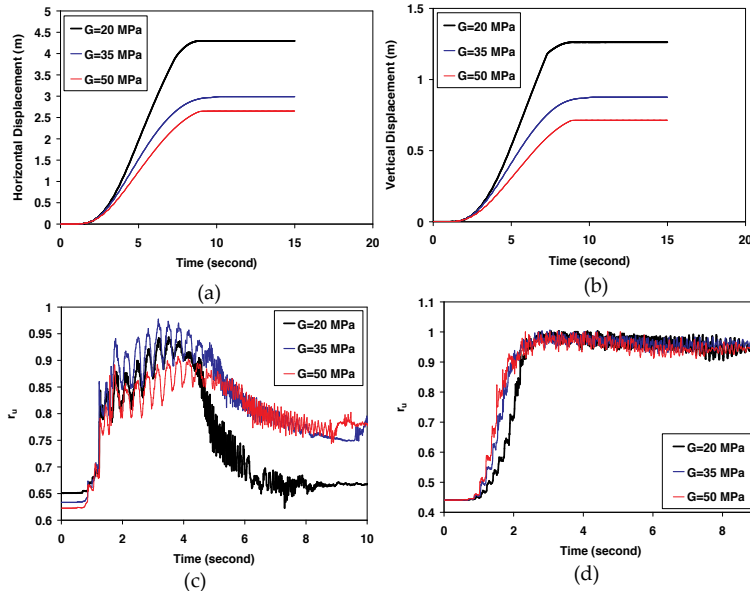 5
4.5
4
3.5
3
2.5
2
1.5
1
0.5
0
Horizontal Displacement (m)
G=20 MPa
G=35 MPa
G=50 MPa
0 5 10 15 20
Time (second)
(a)
1.5
1
0.5
0
Vertical Displacement (m)
G=20 MPa
G=35 MPa
G=50 MPa
0 5 10 15 20
Time (second)
(b)
1
0.95
0.9
0.85
0.8
0.75
0.7
0.65
0.6
ru
G=20 MPa
G=35 MPa
G=50 MPa
0 2 4 6 8 10
Time (second)
(c)
1.1
1
0.9
0.8
0.7
0.6
0.5
0.4
ru
G=20 MPa
G=35 MPa
G=50 MPa
0 2 4 6 8
Time (second)
(d)